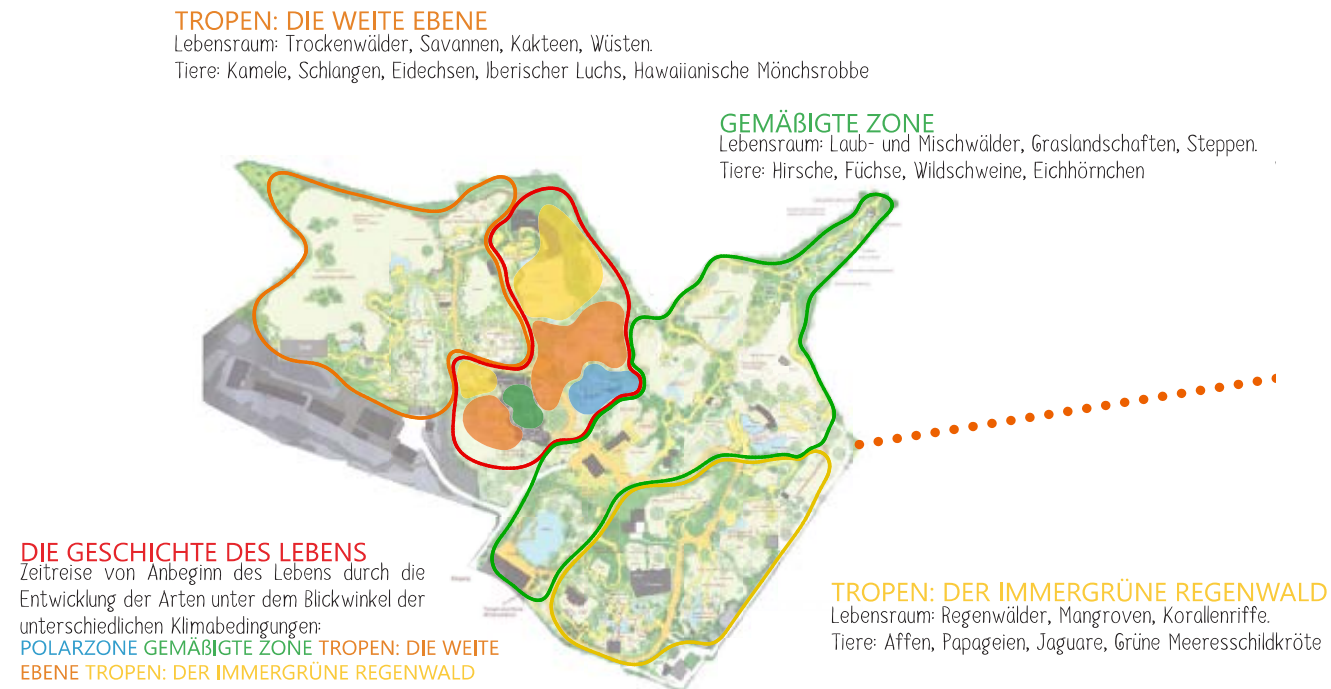 TROPEN: DIE WEITE EBENE
Lebensraum: Trockenwälder, Savannen, Kakteen, Wüsten.
Tiere: Kamele, Schlangen, Eidechsen, Iberischer Luchs, Hawaiianische Mönchsrobbe
GEMÄßIGTE ZONE
Lebensraum: Laub- und Mischwälder, Graslandschaften, Steppen.
Tiere: Hirsche, Füchse, Wildschweine, Eichhörnchen
DIE GESCHICHTE DES LEBENS
Zeitreise von Anbeginn des Lebens durch die
Entwicklung der Arten unter dem Blickwinkel der
unterschiedlichen Klimabedingungen:
POLARZONE GEMÄßIGTE ZONE TROPEN: DIE WEITE
EBENE TROPEN: DER IMMERGRÜNE REGENWALD
TROPEN: DER IMMERGRÜNE REGENWALD
Lebensraum: Regenwälder, Mangroven, Korallenriffe.
Tiere: Affen, Papageien, Jaguare, Grüne Meeresschildkröte